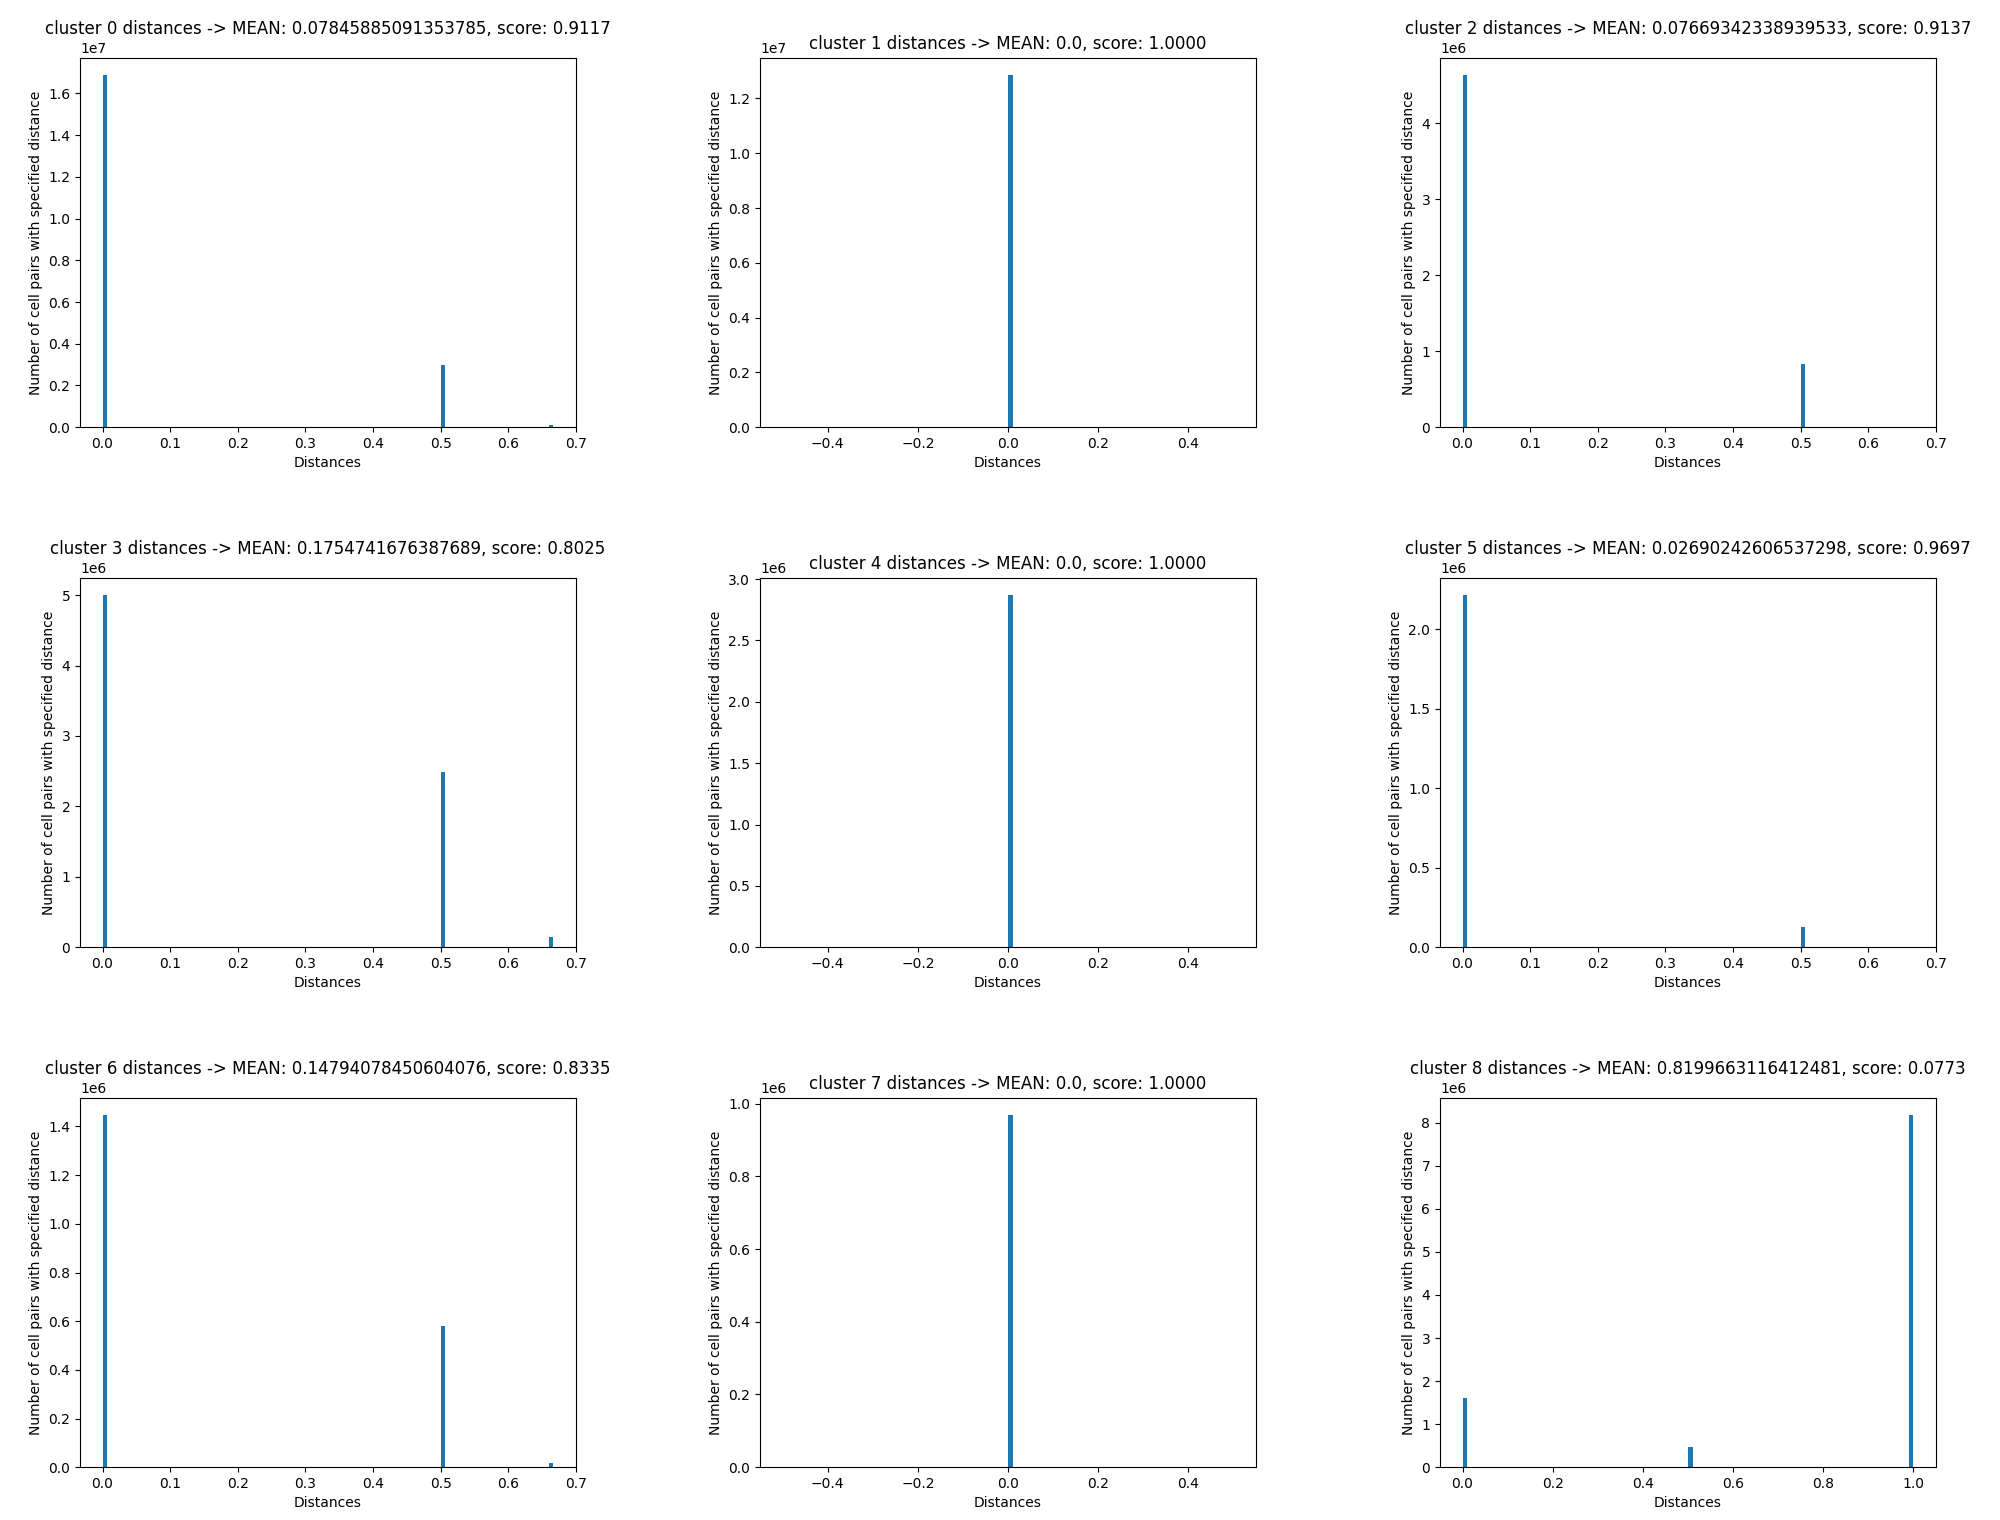 cluster 0 distances -> MEAN: 0.07845885091353785, score: 0.9117
1e7
Number of cell pairs with specified distance
1.6
1.4
1.2
1.0
0.8
0.6
0.4
0.2
0.0
0.0 0.1 0.2 0.3 0.4 0.5 0.6 0.7
Distances
cluster 1 distances -> MEAN: 0.0, score: 1.0000
1e7
Number of cell pairs with specified distance
1.2
1.0
0.8
0.6
0.4
0.2
0.0
−0.4 −0.2 0.0 0.2 0.4
Distances
cluster 2 distances -> MEAN: 0.07669342338939533, score: 0.9137
1e6
Number of cell pairs with specified distance
4
3
2
1
0
0.0 0.1 0.2 0.3 0.4 0.5 0.6 0.7
Distances
cluster 3 distances -> MEAN: 0.1754741676387689, score: 0.8025
1e6
Number of cell pairs with specified distance
5
4
3
2
1
0
0.0 0.1 0.2 0.3 0.4 0.5 0.6 0.7
Distances
cluster 4 distances -> MEAN: 0.0, score: 1.0000
1e6
Number of cell pairs with specified distance
3.0
2.5
2.0
1.5
1.0
0.5
0.0
−0.4 −0.2 0.0 0.2 0.4
Distances
cluster 5 distances -> MEAN: 0.02690242606537298, score: 0.9697
1e6
Number of cell pairs with specified distance
2.0
1.5
1.0
0.5
0.0
0.0 0.1 0.2 0.3 0.4 0.5 0.6 0.7
Distances
cluster 6 distances -> MEAN: 0.14794078450604076, score: 0.8335
1e6
Number of cell pairs with specified distance
1.4
1.2
1.0
0.8
0.6
0.4
0.2
0.0
0.0 0.1 0.2 0.3 0.4 0.5 0.6 0.7
Distances
cluster 7 distances -> MEAN: 0.0, score: 1.0000
1e6
Number of cell pairs with specified distance
1.0
0.8
0.6
0.4
0.2
0.0
−0.4 −0.2 0.0 0.2 0.4
Distances
cluster 8 distances -> MEAN: 0.8199663116412481, score: 0.0773
1e6
Number of cell pairs with specified distance
8
7
6
5
4
3
2
1
0
0.0 0.2 0.4 0.6 0.8 1.0
Distances